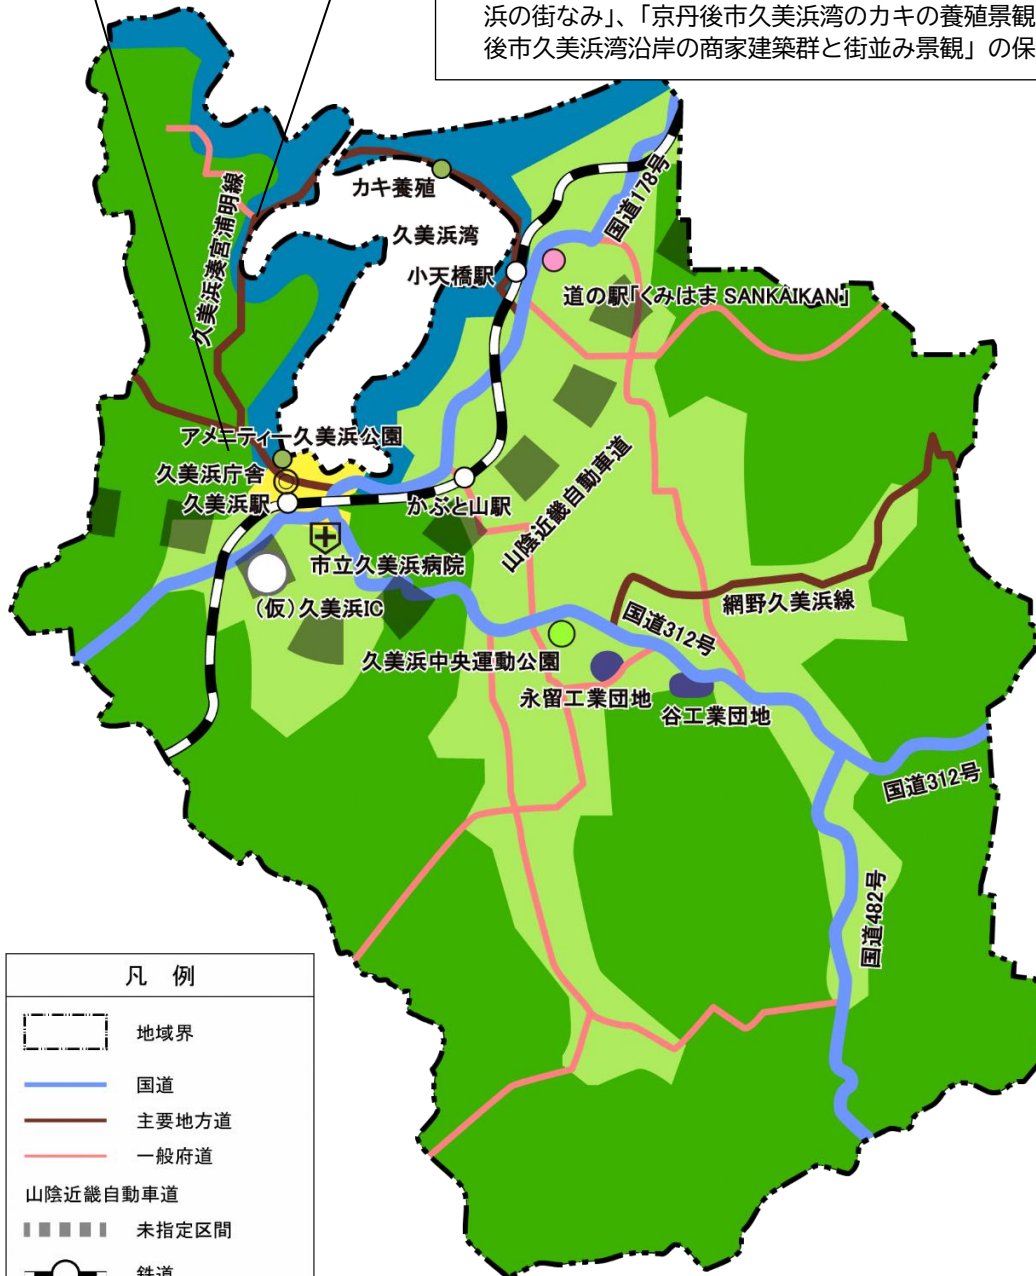 浜の街なみ」、「京丹後市久美浜湾のカキの養殖景観
後市久美浜湾沿岸の商家建築群と街並み景観」の保
カキ養殖
国道178号
久美浜湊宮浦明線
久美浜湾
小天橋駅
道の駅「くみはま SANKAIKAN」
アメニティー久美浜公園
久美浜庁舎
久美浜駅
かぶと山駅
山陰近畿自動車道
市立久美浜病院
(仮)久美浜IC
網野久美浜線
国道312号
久美浜中央運動公園
永留工業団地
谷工業団地
国道312号
国道482号
凡 例
地域界
国道
主要地方道
一般府道
山陰近畿自動車道
未指定区間
鉄道